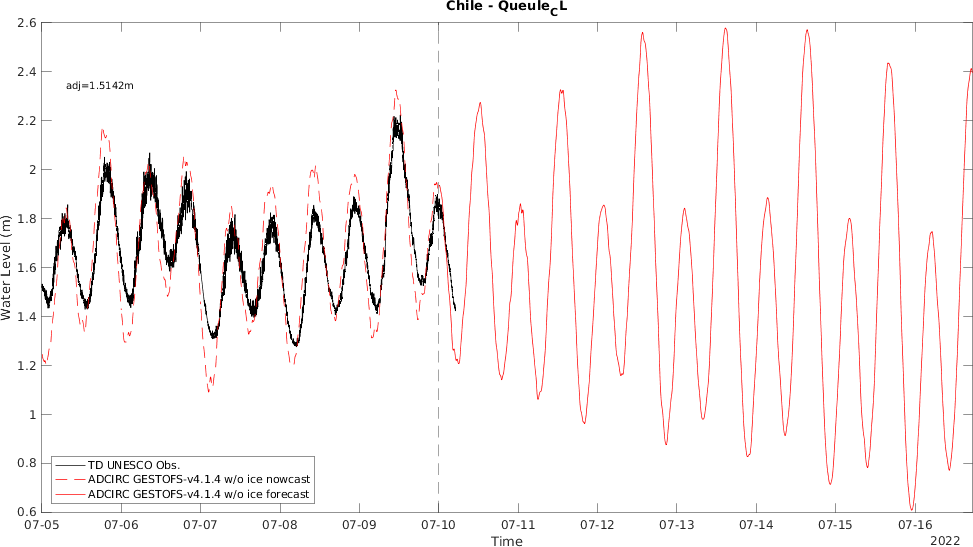 Chile - Queule_CL
2.6
2.4
adj=1.5142m
2.2
2
1.8
1.6
1.4
1.2
1
0.8
0.6
Water Level (m)
TD UNESCO Obs.
ADCIRC GESTOFS-v4.1.4 w/o ice nowcast
ADCIRC GESTOFS-v4.1.4 w/o ice forecast
07-05 07-06 07-07 07-08 07-09 07-10 07-11 07-12 07-13 07-14 07-15 07-16
Time
2022